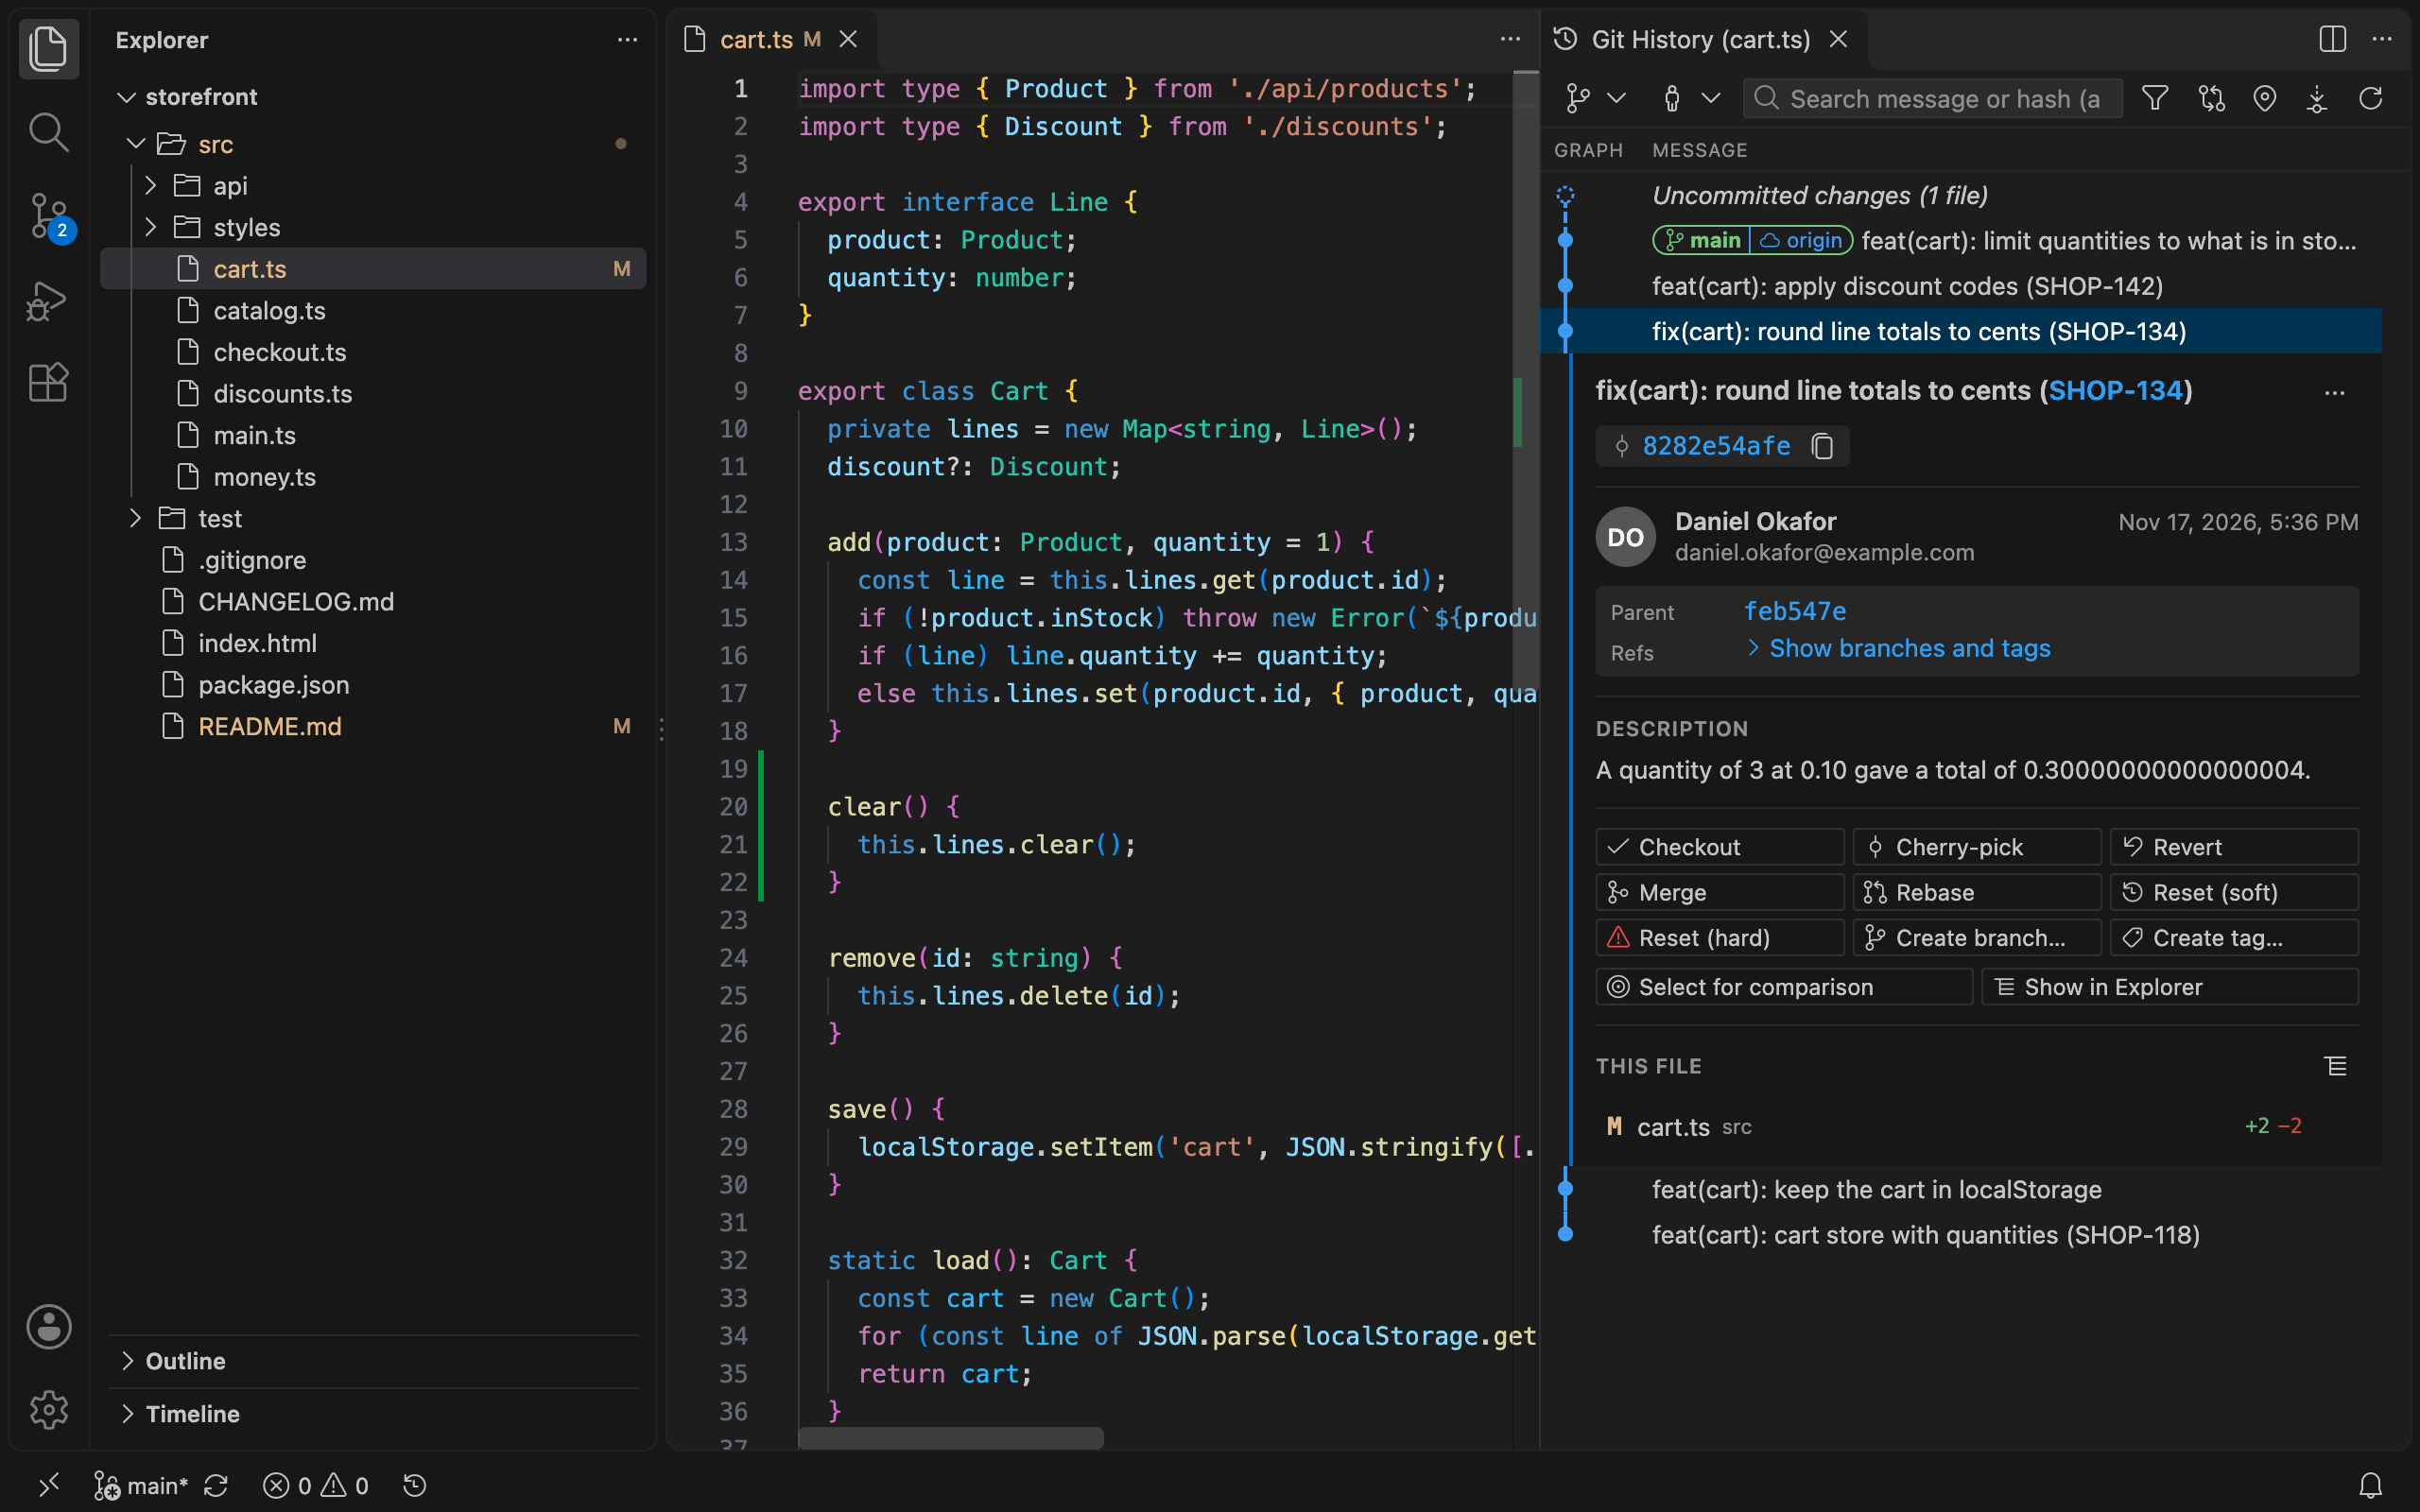 Explorer
storefront
src
api
styles
cart.ts M
catalog.ts
checkout.ts
discounts.ts
main.ts
money.ts
test
.gitignore
CHANGELOG.md
index.html
package.json
README.md M
Outline
Timeline
2
cart.ts M
1 import type { Product } from './api/products';
2 import type { Discount } from './discounts';
3
4 export interface Line {
5 product: Product;
6 quantity: number;
7 }
8
9 export class Cart {
10 private lines = new Map<string, Line>();
11 discount?: Discount;
12
13 add(product: Product, quantity = 1) {
14 const line = this.lines.get(product.id);
15 if (!product.inStock) throw new Error(`${produ
16 if (line) line.quantity += quantity;
17 else this.lines.set(product.id, { product, qua
18 }
19
20 clear() {
21 this.lines.clear();
22 }
23
24 remove(id: string) {
25 this.lines.delete(id);
26 }
27
28 save() {
29 localStorage.setItem('cart', JSON.stringify([.
30 }
31
32 static load(): Cart {
33 const cart = new Cart();
34 for (const line of JSON.parse(localStorage.get
35 return cart;
36 }
37
Git History (cart.ts)
Search message or hash (a
GRAPH MESSAGE
Uncommitted changes (1 file)
main origin feat(cart): limit quantities to what is in sto...
feat(cart): apply discount codes (SHOP-142)
fix(cart): round line totals to cents (SHOP-134)
fix(cart): round line totals to cents (SHOP-134)
8282e54afe
DO Daniel Okafor Nov 17, 2026, 5:36 PM
daniel.okafor@example.com
Parent feb547e
Refs Show branches and tags
DESCRIPTION
A quantity of 3 at 0.10 gave a total of 0.30000000000000004.
Checkout Cherry-pick Revert
Merge Rebase Reset (soft)
Reset (hard) Create branch... Create tag...
Select for comparison Show in Explorer
THIS FILE
M cart.ts src +2 −2
feat(cart): keep the cart in localStorage
feat(cart): cart store with quantities (SHOP-118)
main* 0 0